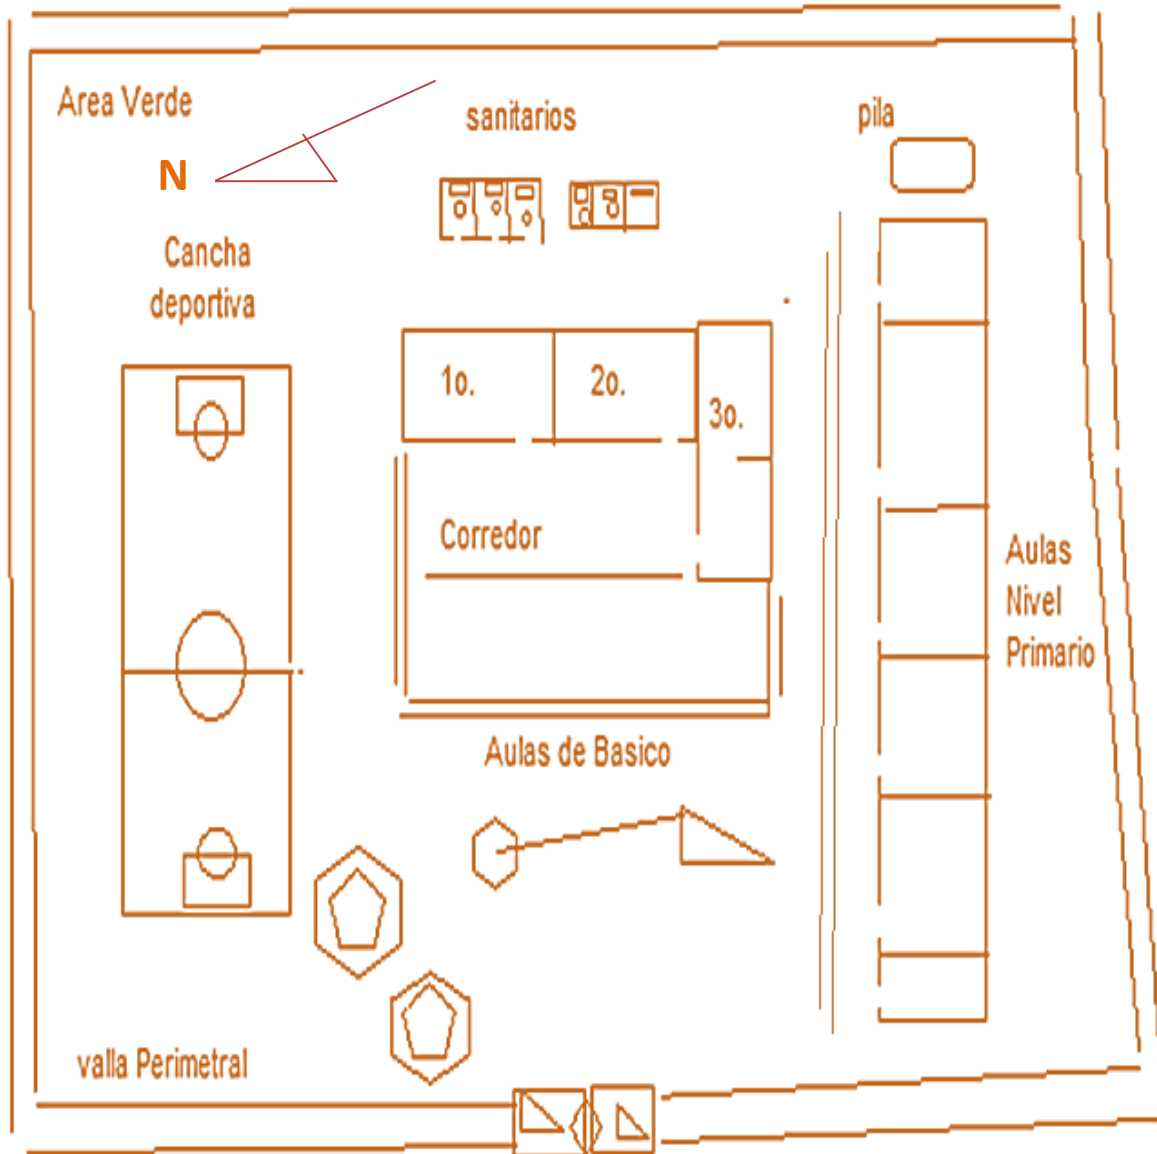 Area Verde
sanitarios
pila
N
Cancha
deportiva
1o.
2o.
3o.
Corredor
Aulas
Nivel
Primario
Aulas de Basico
valla Perimetral